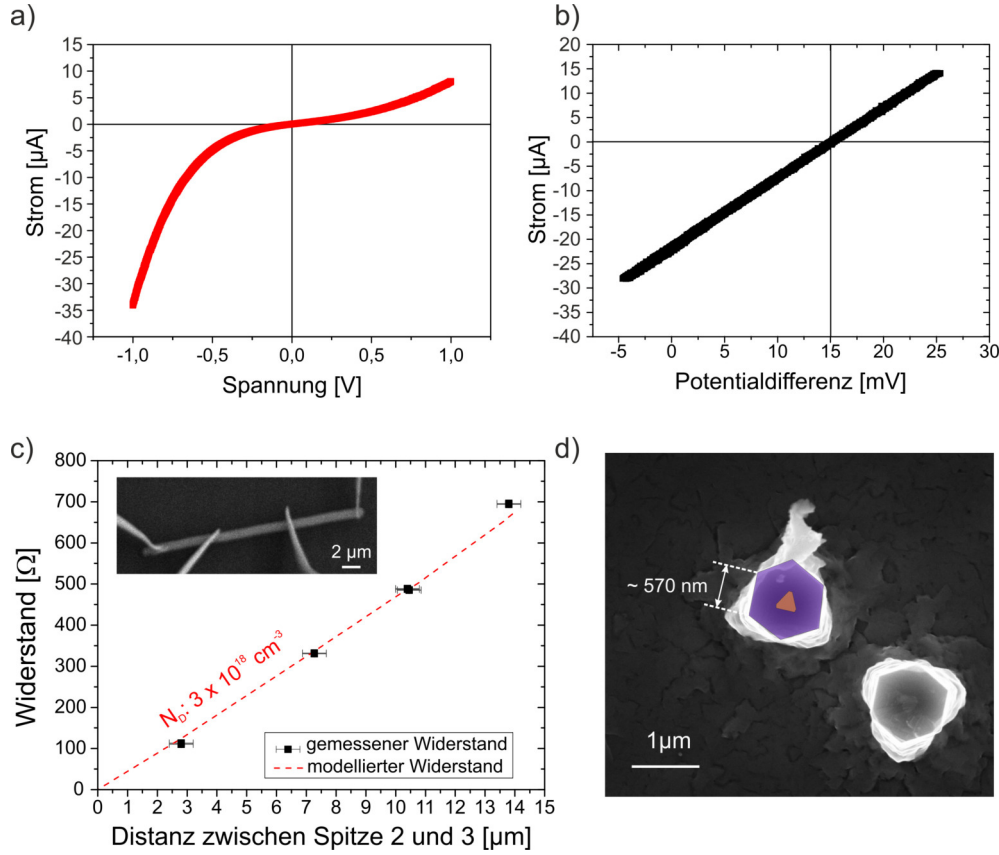 a)
15
10
5
0
-5
-10
-15
-20
-25
-30
-35
-40
Strom [µA]
-1,0
-0,5
0,0
0,5
1,0
Spannung [V]
b)
20
15
10
5
0
-5
-10
-15
-20
-25
-30
-35
-40
Strom [µA]
-5
0
5
10
15
20
25
30
Potentialdifferenz [mV]
c)
800
700
600
500
400
300
200
100
0
Widerstand [Ω]
2 µm
N_D: 3 x 10^18 cm^-3
gemessener Widerstand
modellierter Widerstand
0 1 2 3 4 5 6 7 8 9 10 11 12 13 14 15
Distanz zwischen Spitze 2 und 3 [µm]
d)
~ 570 nm
1µm